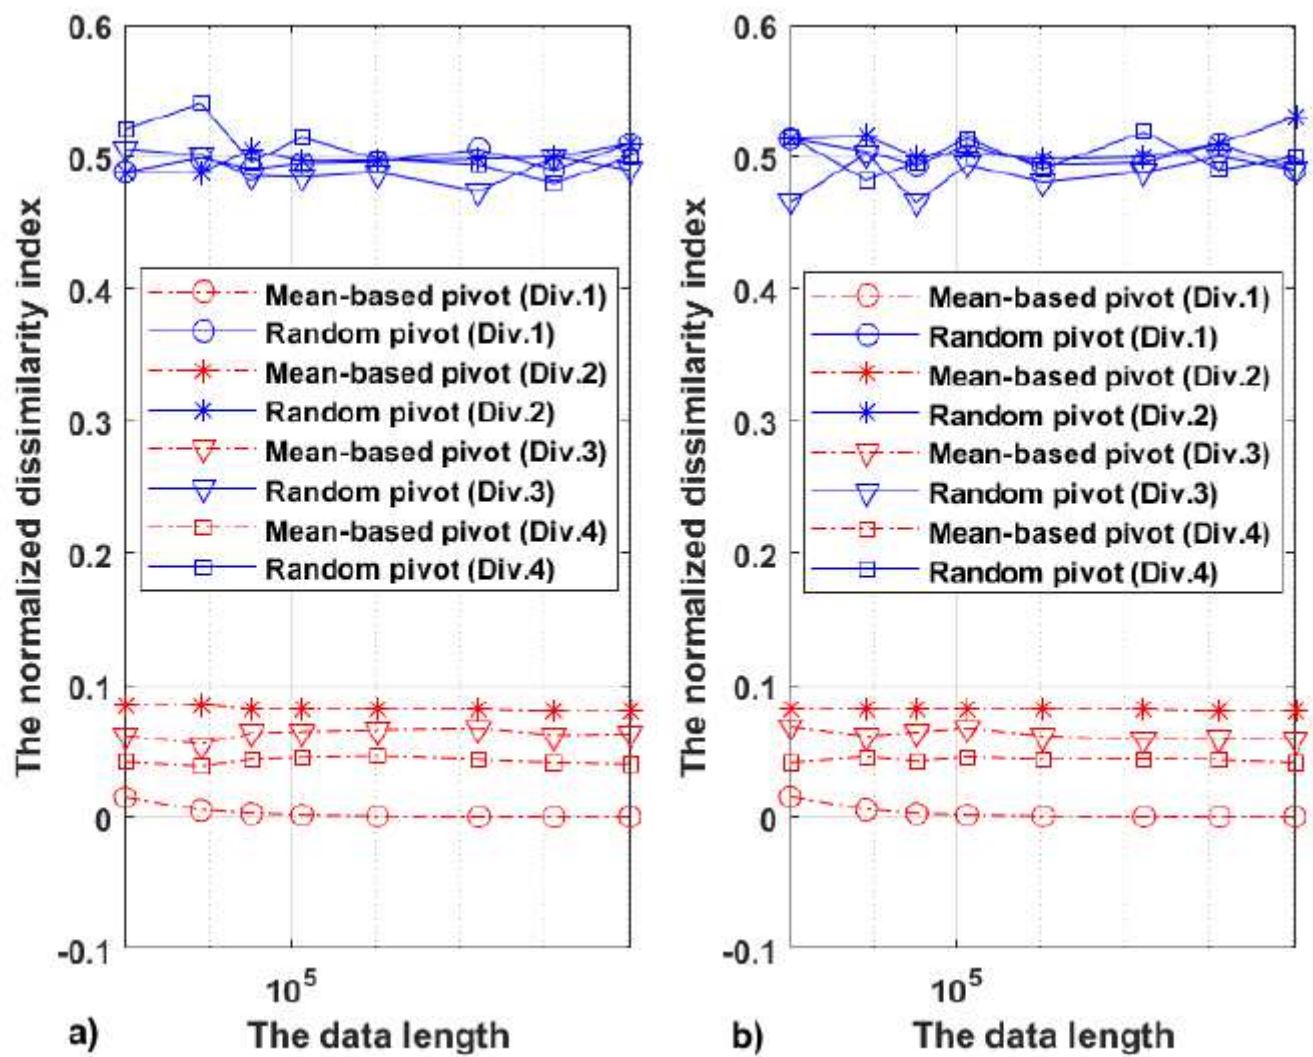 0.6
0.5
0.4
0.3
0.2
0.1
0
-0.1
The normalized dissimilarity index
Mean-based pivot (Div.1)
Random pivot (Div.1)
Mean-based pivot (Div.2)
Random pivot (Div.2)
Mean-based pivot (Div.3)
Random pivot (Div.3)
Mean-based pivot (Div.4)
Random pivot (Div.4)
10^5
a) The data length
0.6
0.5
0.4
0.3
0.2
0.1
0
-0.1
The normalized dissimilarity index
Mean-based pivot (Div.1)
Random pivot (Div.1)
Mean-based pivot (Div.2)
Random pivot (Div.2)
Mean-based pivot (Div.3)
Random pivot (Div.3)
Mean-based pivot (Div.4)
Random pivot (Div.4)
10^5
b) The data length